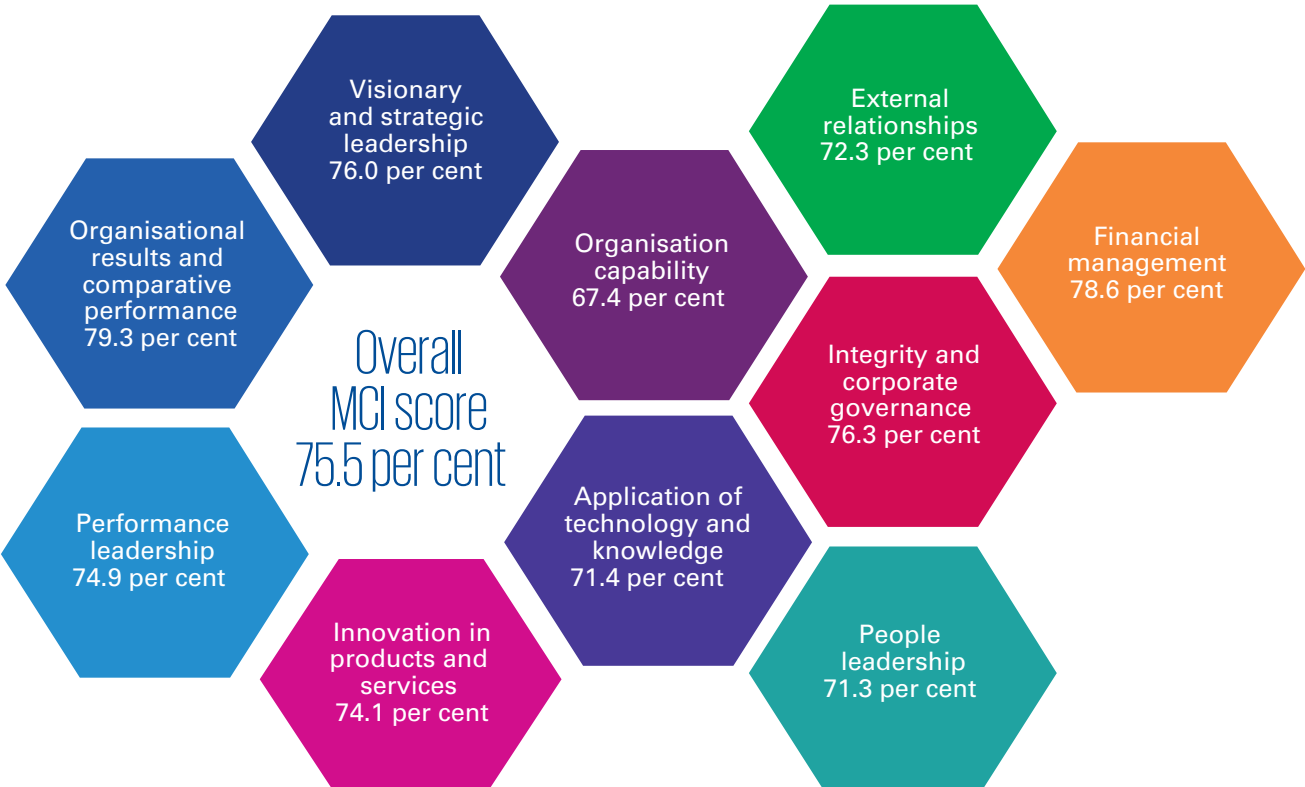 Visionary
and strategic
leadership
76.0 per cent
External
relationships
72.3 per cent
Organisational
results and
comparative
performance
79.3 per cent
Organisation
capability
67.4 per cent
Financial
management
78.6 per cent
Overall
MCI score
75.5 per cent
Integrity and
corporate
governance
76.3 per cent
Performance
leadership
74.9 per cent
Application of
technology and
knowledge
71.4 per cent
Innovation in
products and
services
74.1 per cent
People
leadership
71.3 per cent